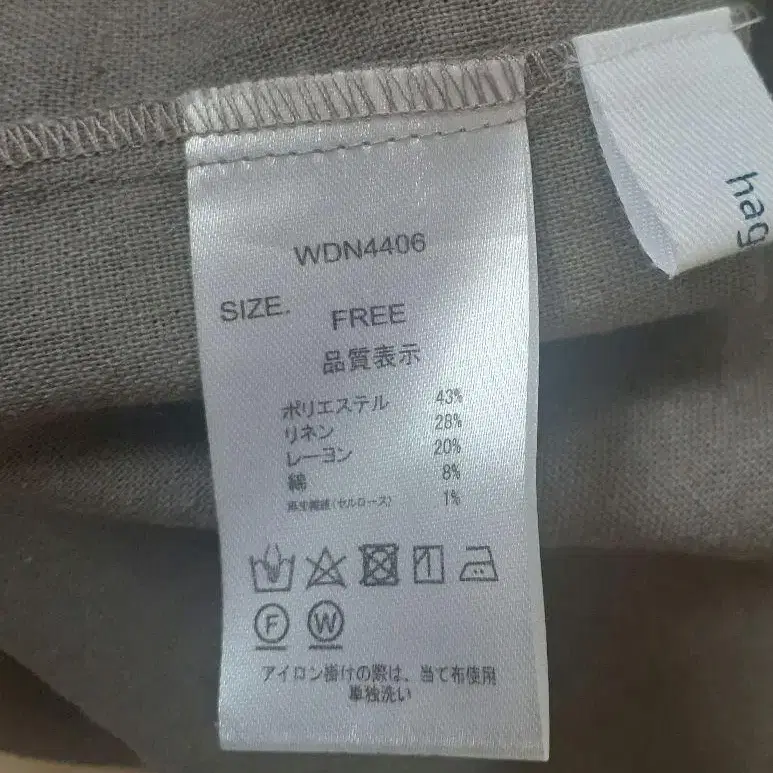 WDN4406
SIZE. FREE
品質表示
ポリエステル 43%
リネン 28%
レーヨン 20%
綿 8%
再生繊維(セルロース) 1%
F W
アイロン掛けの際は、当て布使用
単独洗い
hag